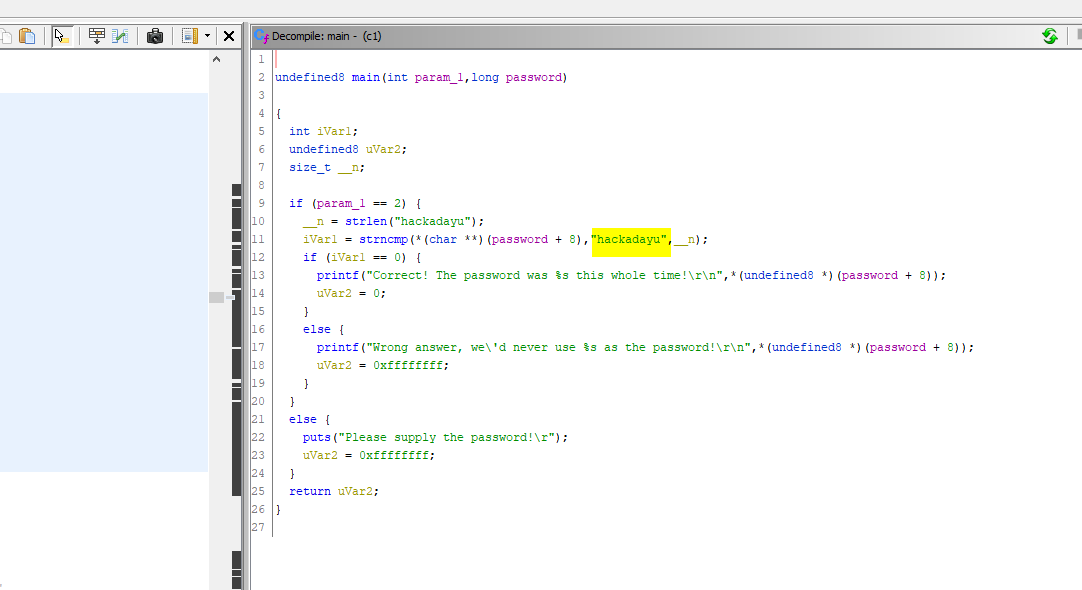 Decompile: main - (c1)
1
2 undefined8 main(int param_1,long password)
3
4 {
5 int iVar1;
6 undefined8 uVar2;
7 size_t __n;
8
9 if (param_1 == 2) {
10 __n = strlen("hackadayu");
11 iVar1 = strncmp(*(char **)(password + 8),"hackadayu",__n);
12 if (iVar1 == 0) {
13 printf("Correct! The password was %s this whole time!\r\n",*(undefined8 *)(password + 8));
14 uVar2 = 0;
15 }
16 else {
17 printf("Wrong answer, we\'d never use %s as the password!\r\n",*(undefined8 *)(password + 8));
18 uVar2 = 0xffffffff;
19 }
20 }
21 else {
22 puts("Please supply the password!\r");
23 uVar2 = 0xffffffff;
24 }
25 return uVar2;
26 }
27